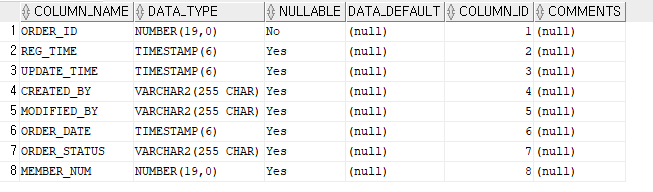 COLUMN_NAME DATA_TYPE NULLABLE DATA_DEFAULT COLUMN_ID COMMENTS
1 ORDER_ID NUMBER(19,0) No (null) 1 (null)
2 REG_TIME TIMESTAMP(6) Yes (null) 2 (null)
3 UPDATE_TIME TIMESTAMP(6) Yes (null) 3 (null)
4 CREATED_BY VARCHAR2(255 CHAR) Yes (null) 4 (null)
5 MODIFIED_BY VARCHAR2(255 CHAR) Yes (null) 5 (null)
6 ORDER_DATE TIMESTAMP(6) Yes (null) 6 (null)
7 ORDER_STATUS VARCHAR2(255 CHAR) Yes (null) 7 (null)
8 MEMBER_NUM NUMBER(19,0) Yes (null) 8 (null)